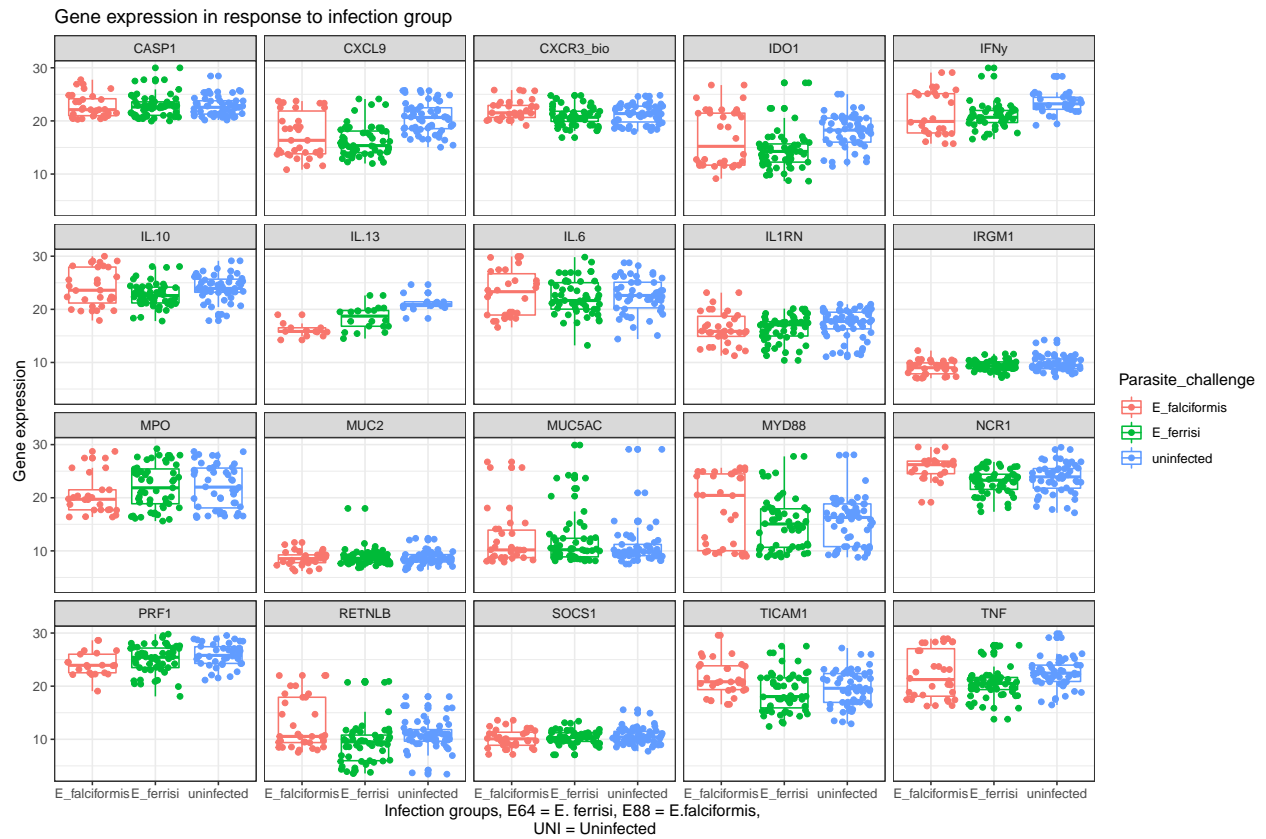 Gene expression in response to infection group
CASP1 CXCL9 CXCR3_bio IDO1 IFNy
30
20
10
IL.10 IL.13 IL.6 IL1RN IRGM1
30
20
10
MPO MUC2 MUC5AC MYD88 NCR1
30
20
10
PRF1 RETNLB SOCS1 TICAM1 TNF
30
20
10
Gene expression
E_falciformis E_ferrisi uninfected E_falciformis E_ferrisi uninfected E_falciformis E_ferrisi uninfected E_falciformis E_ferrisi uninfected E_falciformis E_ferrisi uninfected
Infection groups, E64 = E. ferrisi, E88 = E.falciformis,
UNI = Uninfected
Parasite_challenge
E_falciformis
E_ferrisi
uninfected